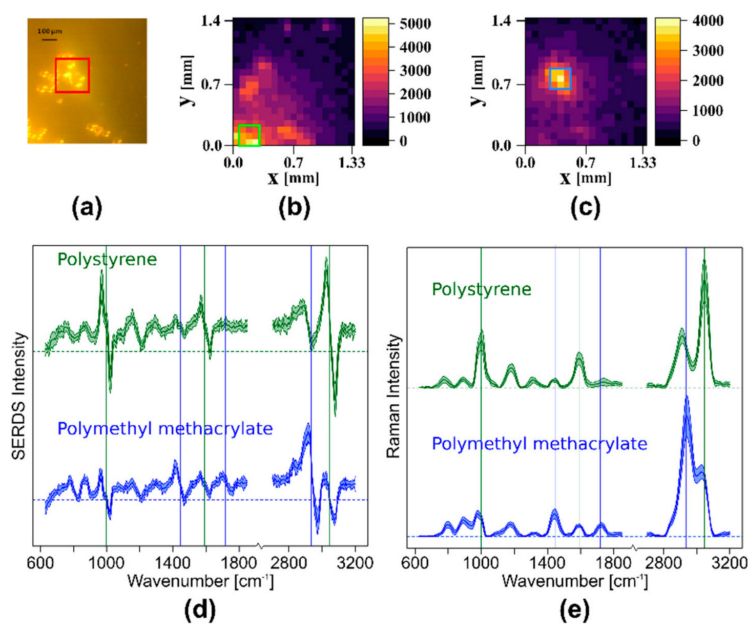 100 µm
1.4
0.7
0.0
y [mm]
0.0 0.7 1.33
x [mm]
5000
4000
3000
2000
1000
0
1.4
0.7
0.0
y [mm]
0.0 0.7 1.33
x [mm]
4000
3000
2000
1000
0
(a) (b) (c)
Polystyrene
Polymethyl methacrylate
SERDS Intensity
600 1000 1400 1800 2800 3200
Wavenumber [cm-1]
(d)
Polystyrene
Polymethyl methacrylate
Raman Intensity
600 1000 1400 1800 2800 3200
Wavenumber [cm-1]
(e)